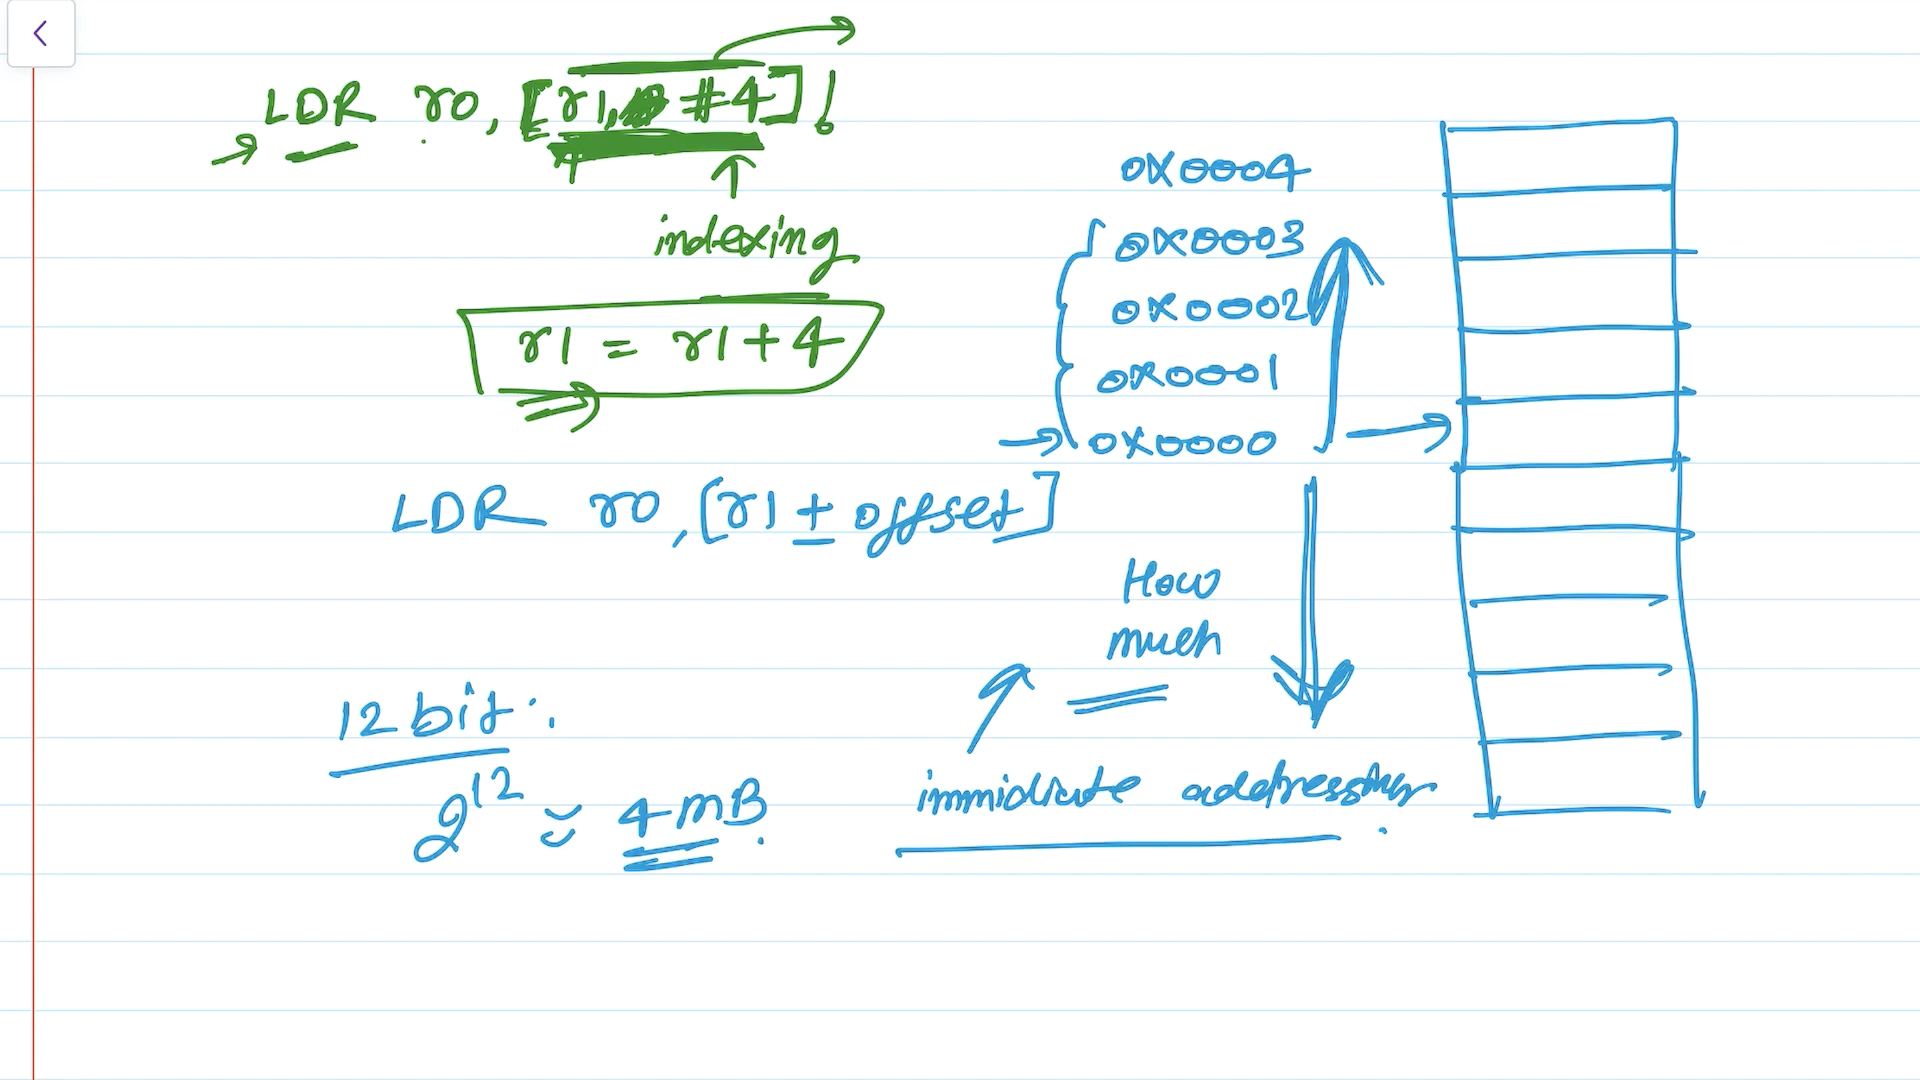 LDR r0, [r1, #4]!
indexing
r1 = r1 + 4
0x0004
0x0003
0x0002
0x0001
0x0000
LDR r0, [r1 ± offset]
How
much
12 bit.
2^12 ≈ 4 MB.
immidiate addressing.